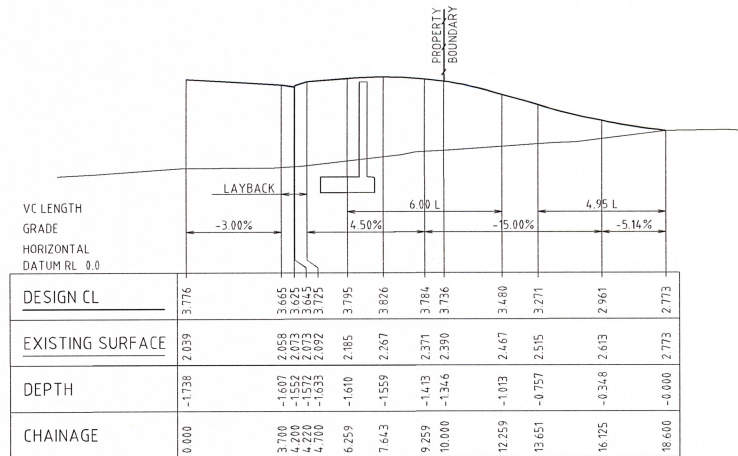 PROPERTY
BOUNDARY
LAYBACK
VC LENGTH 6.00 L 4.95 L
GRADE -3.00% 4.50% -15.00% -5.14%
HORIZONTAL
DATUM RL 0.0
DESIGN CL 3.776 3.665 3.625 3.645 3.725 3.795 3.826 3.784 3.736 3.480 3.271 2.961 2.773
EXISTING SURFACE 2.039 2.058 2.073 2.073 2.092 2.185 2.267 2.371 2.390 2.467 2.515 2.613 2.773
DEPTH -1.738 -1.607 -1.552 -1.572 -1.633 -1.610 -1.559 -1.413 -1.346 -1.013 -0.757 -0.348 -0.000
CHAINAGE 0.000 3.700 4.200 4.220 4.700 6.259 7.643 9.259 10.000 12.259 13.651 16.125 18.600